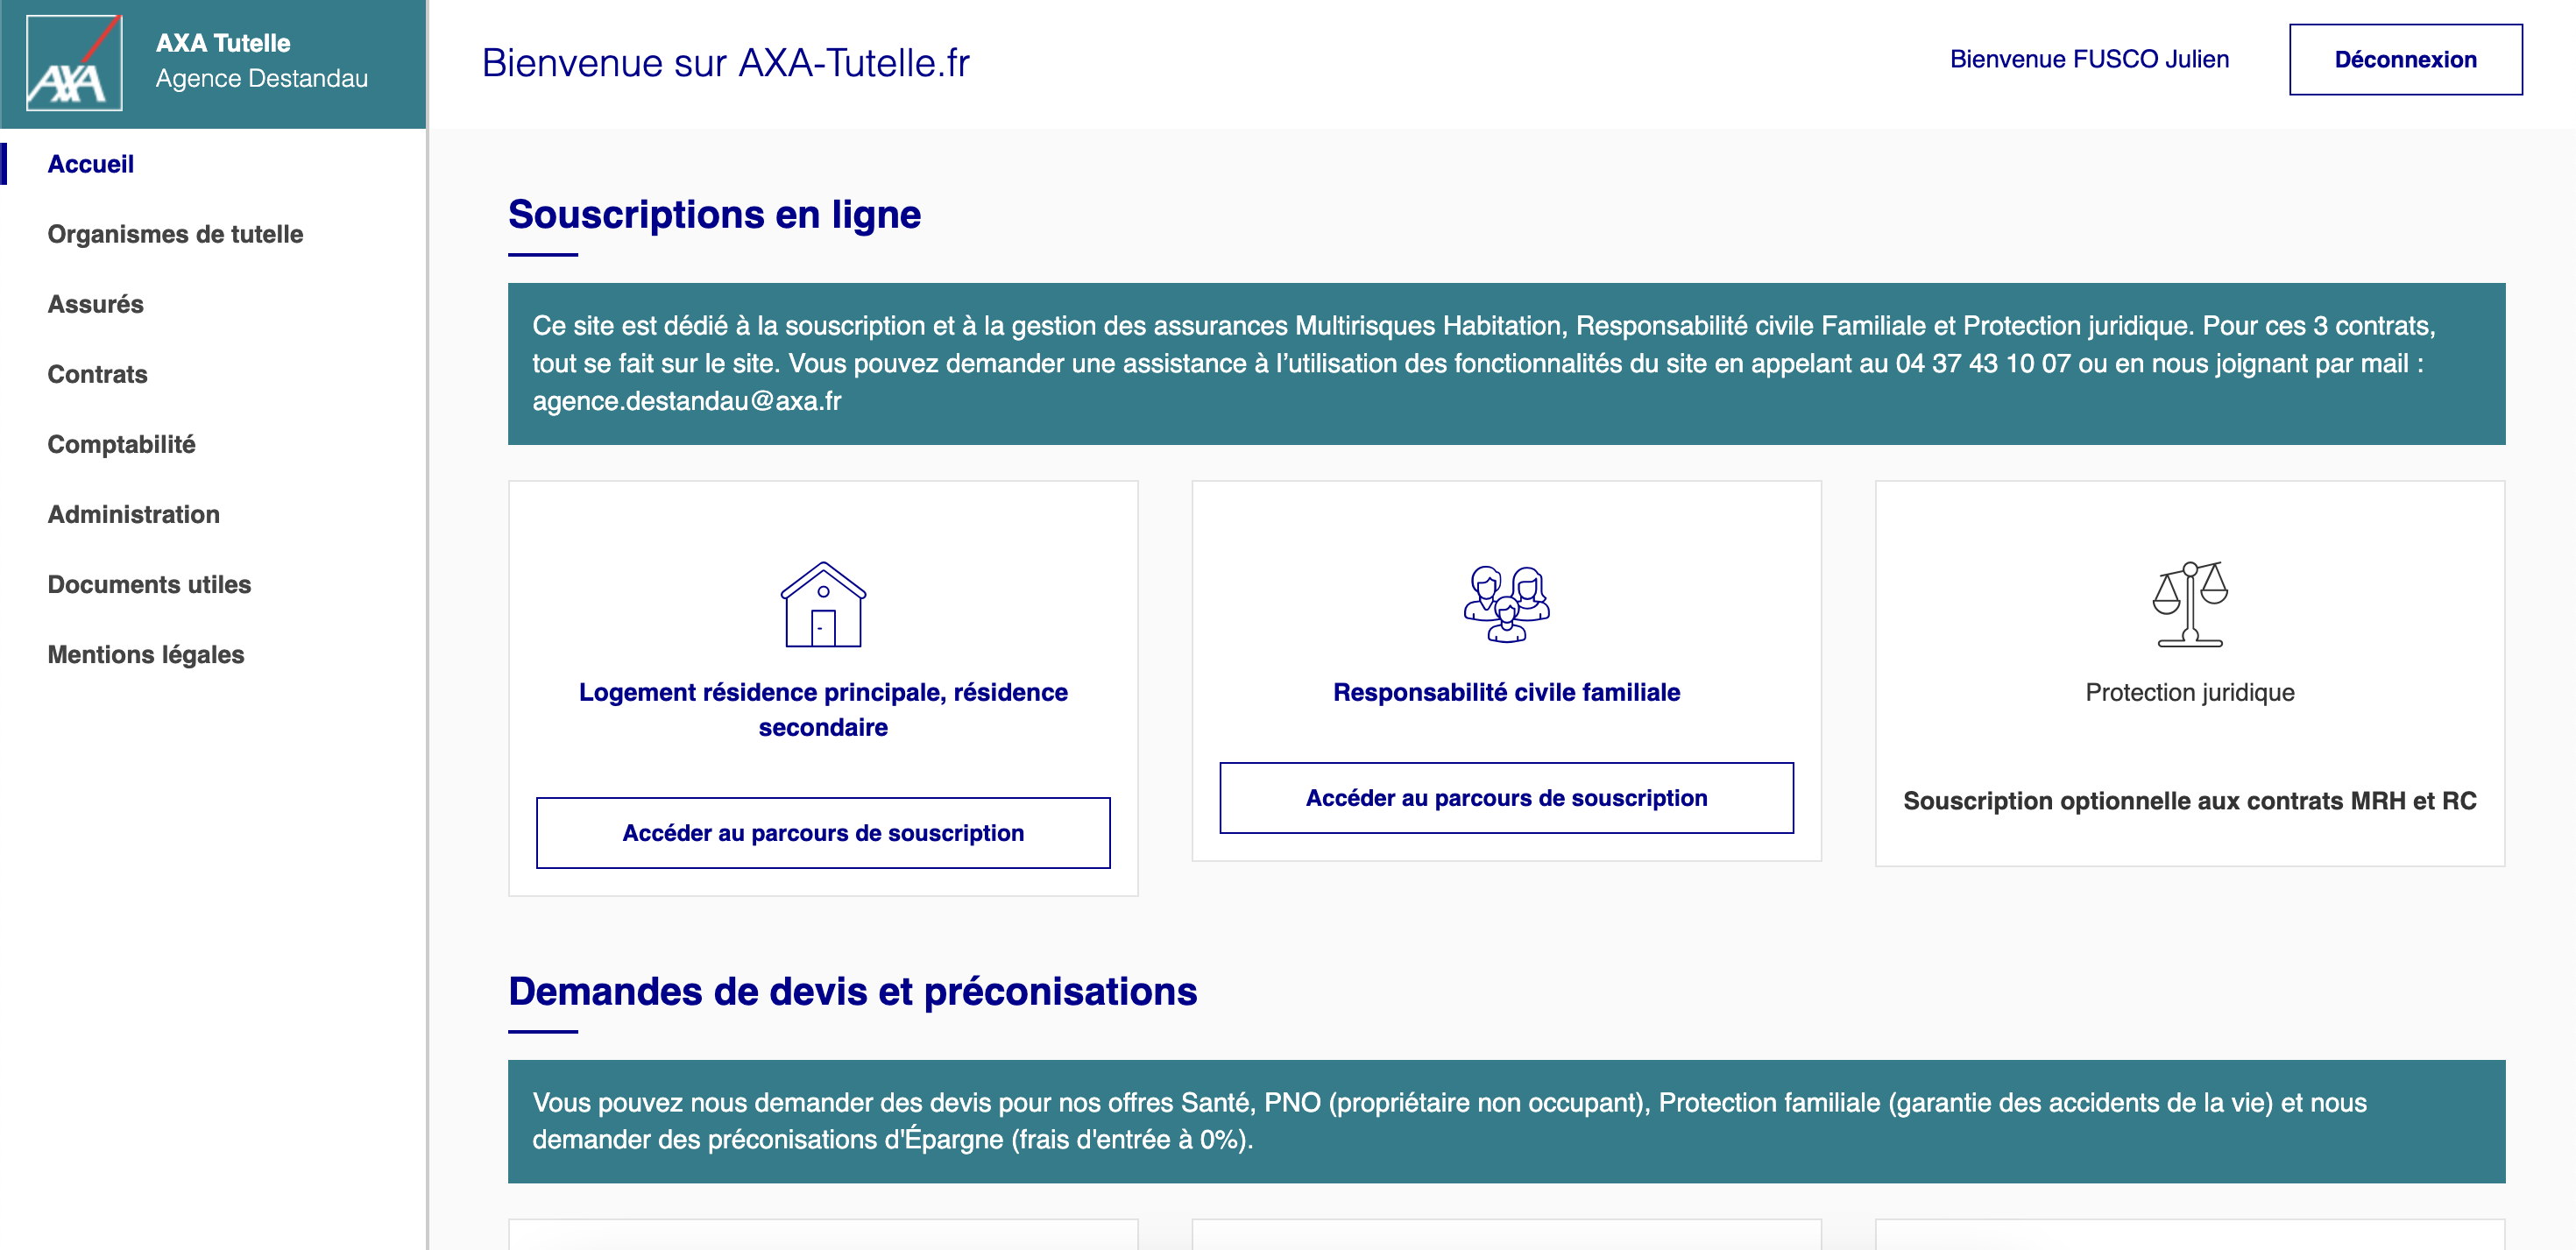 AXA
AXA Tutelle
Agence Destandau
Bienvenue sur AXA-Tutelle.fr
Bienvenue FUSCO Julien
Déconnexion
Accueil
Organismes de tutelle
Assurés
Contrats
Comptabilité
Administration
Documents utiles
Mentions légales
Souscriptions en ligne
Ce site est dédié à la souscription et à la gestion des assurances Multirisques Habitation, Responsabilité civile Familiale et Protection juridique. Pour ces 3 contrats,
tout se fait sur le site. Vous pouvez demander une assistance à l’utilisation des fonctionnalités du site en appelant au 04 37 43 10 07 ou en nous joignant par mail :
agence.destandau@axa.fr
Logement résidence principale, résidence
secondaire
Accéder au parcours de souscription
Responsabilité civile familiale
Accéder au parcours de souscription
Protection juridique
Souscription optionnelle aux contrats MRH et RC
Demandes de devis et préconisations
Vous pouvez nous demander des devis pour nos offres Santé, PNO (propriétaire non occupant), Protection familiale (garantie des accidents de la vie) et nous
demander des préconisations d'Épargne (frais d'entrée à 0%).